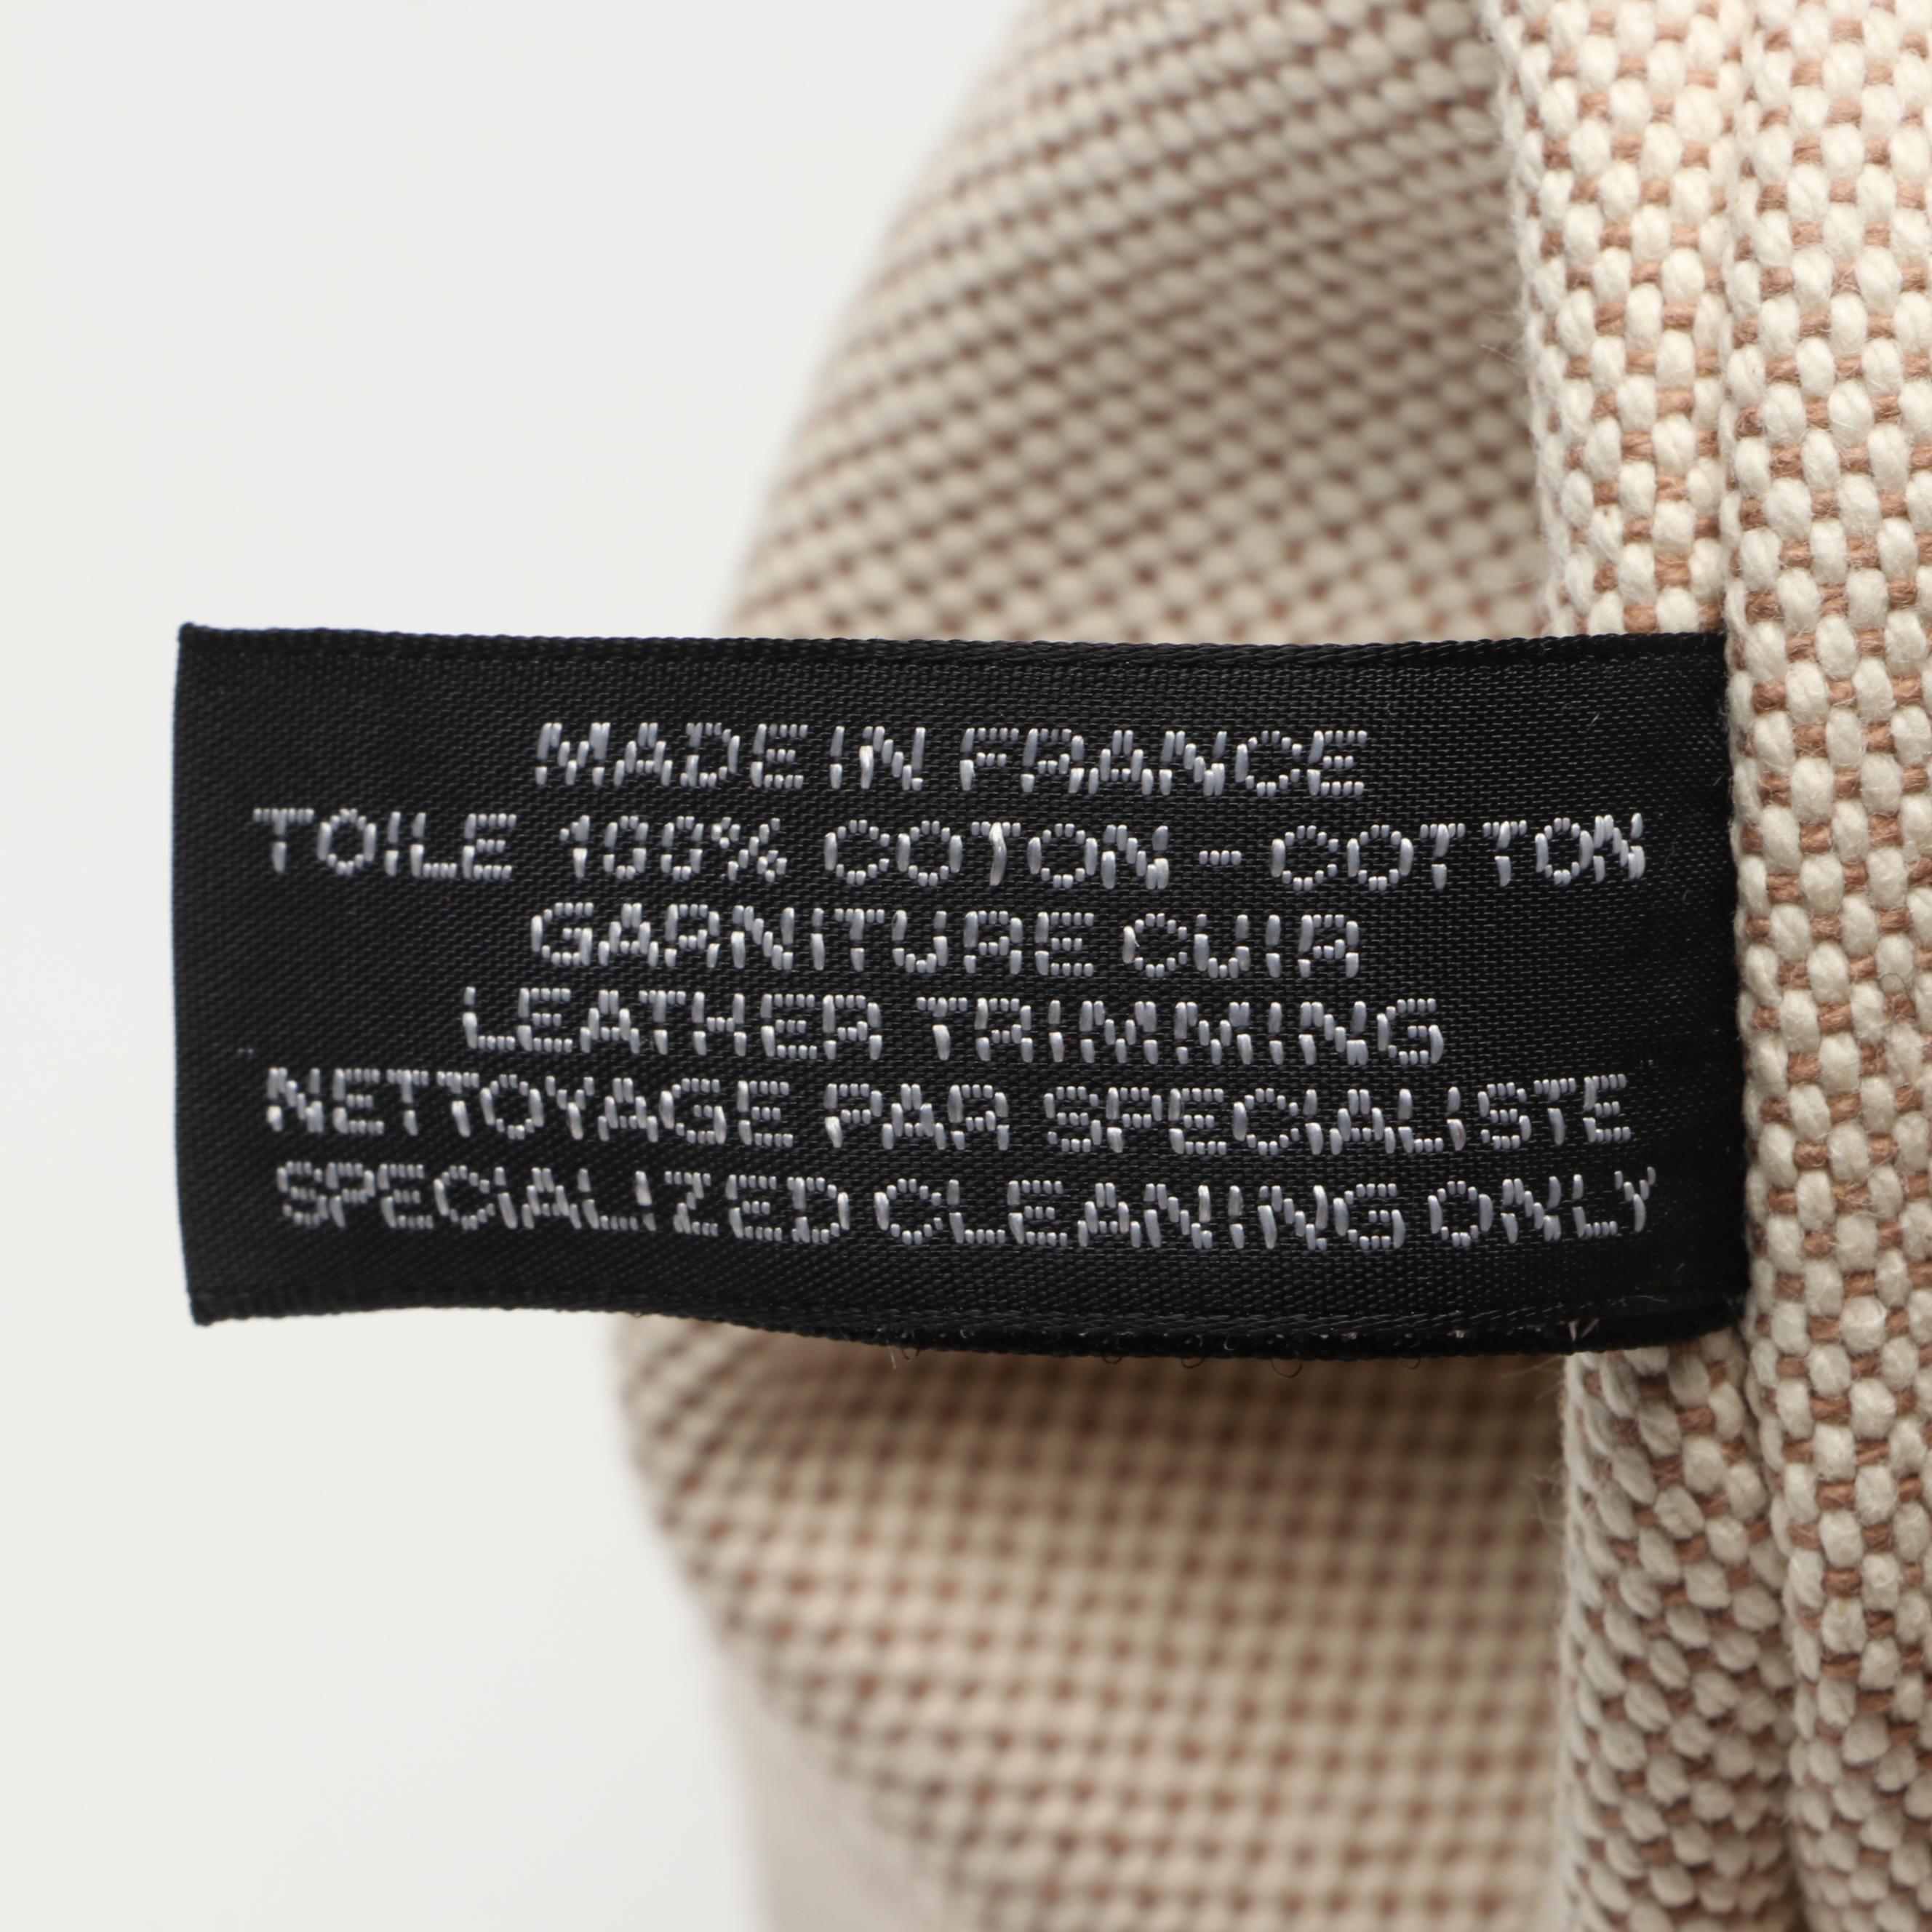 MADE IN FRANCE
TOILE 100% COTON - COTTON
GARNITURE CUIR
LEATHER TRIMMING
NETTOYAGE PAR SPECIALISTE
SPECIALIZED CLEANING ONLY